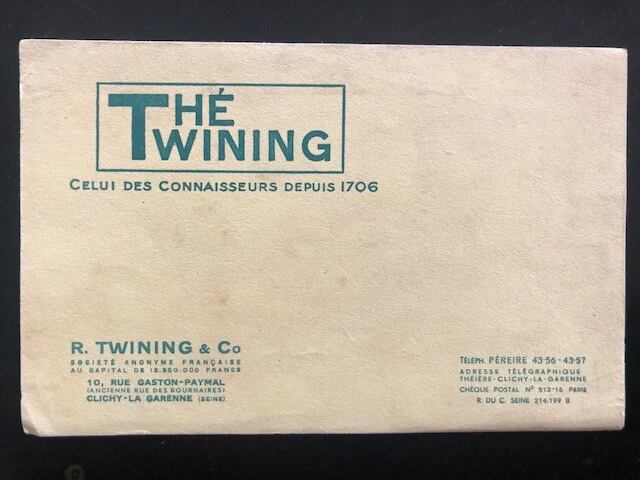 THÉ
TWINING
CELUI DES CONNAISSEURS DEPUIS 1706
R. TWINING & Co
SOCIÉTÉ ANONYME FRANÇAISE
AU CAPITAL DE 12.250.000 FRANCS
10, RUE GASTON-PAYMAL
(ANCIENNE RUE DES BOURNAIRES)
CLICHY-LA GARENNE (SEINE)
TÉLÉPH. PÉREIRE 43-56 - 43-57
ADRESSE TÉLÉGRAPHIQUE
THÉIÈRE-CLICHY-LA-GARENNE
CHÈQUE POSTAL Nº 512-16 PARIS
R. DU C. SEINE 214.199 B